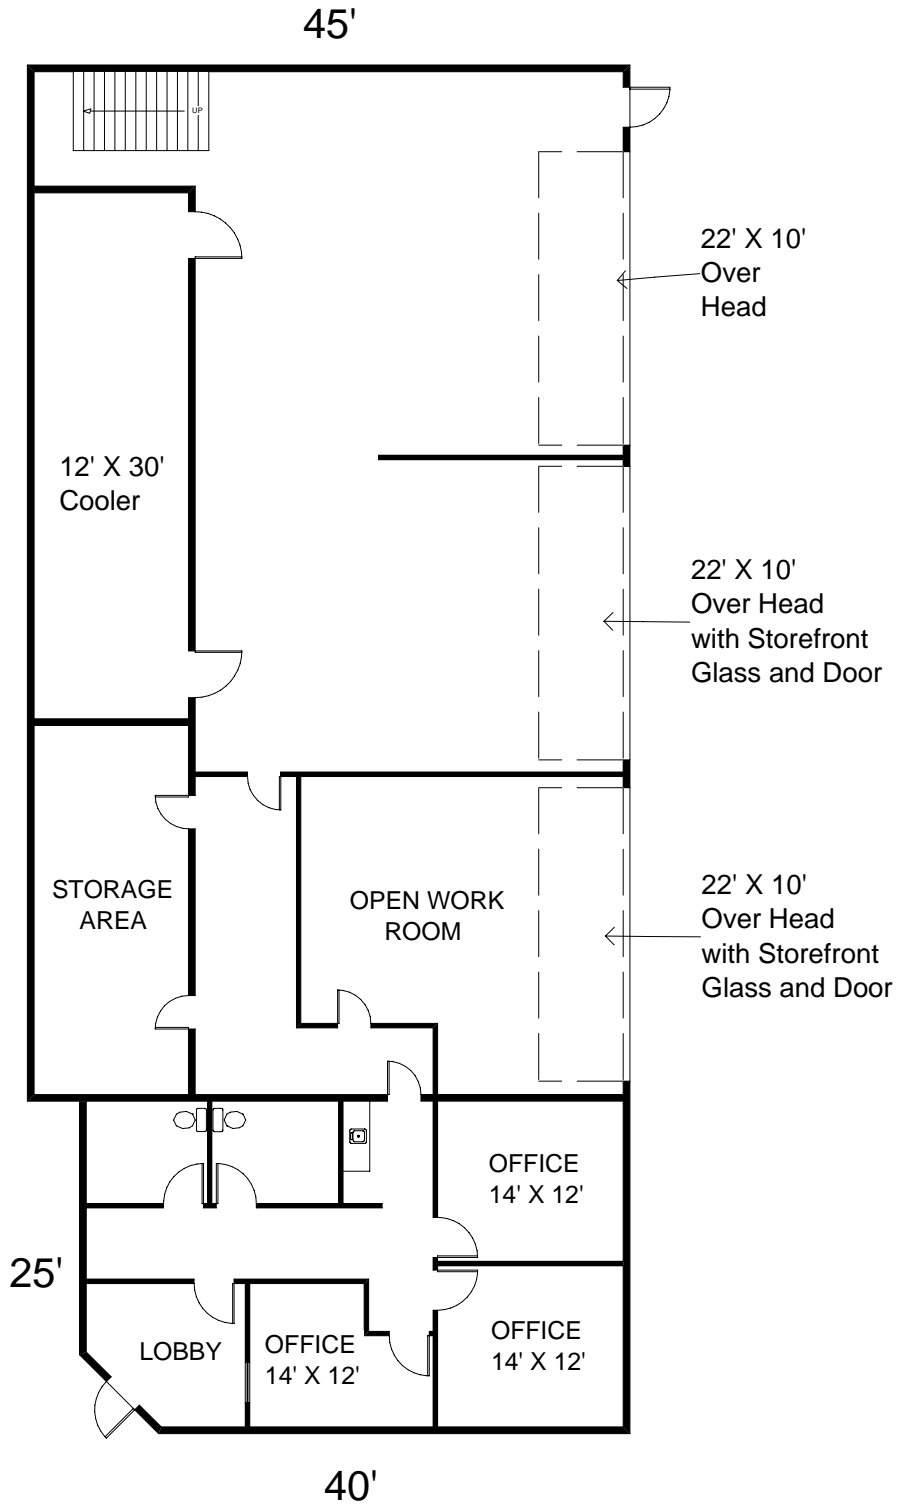 45'
UP
22' X 10'
Over
Head
12' X 30'
Cooler
22' X 10'
Over Head
with Storefront
Glass and Door
STORAGE
AREA
OPEN WORK
ROOM
22' X 10'
Over Head
with Storefront
Glass and Door
OFFICE
14' X 12'
25'
LOBBY
OFFICE
14' X 12'
OFFICE
14' X 12'
40'